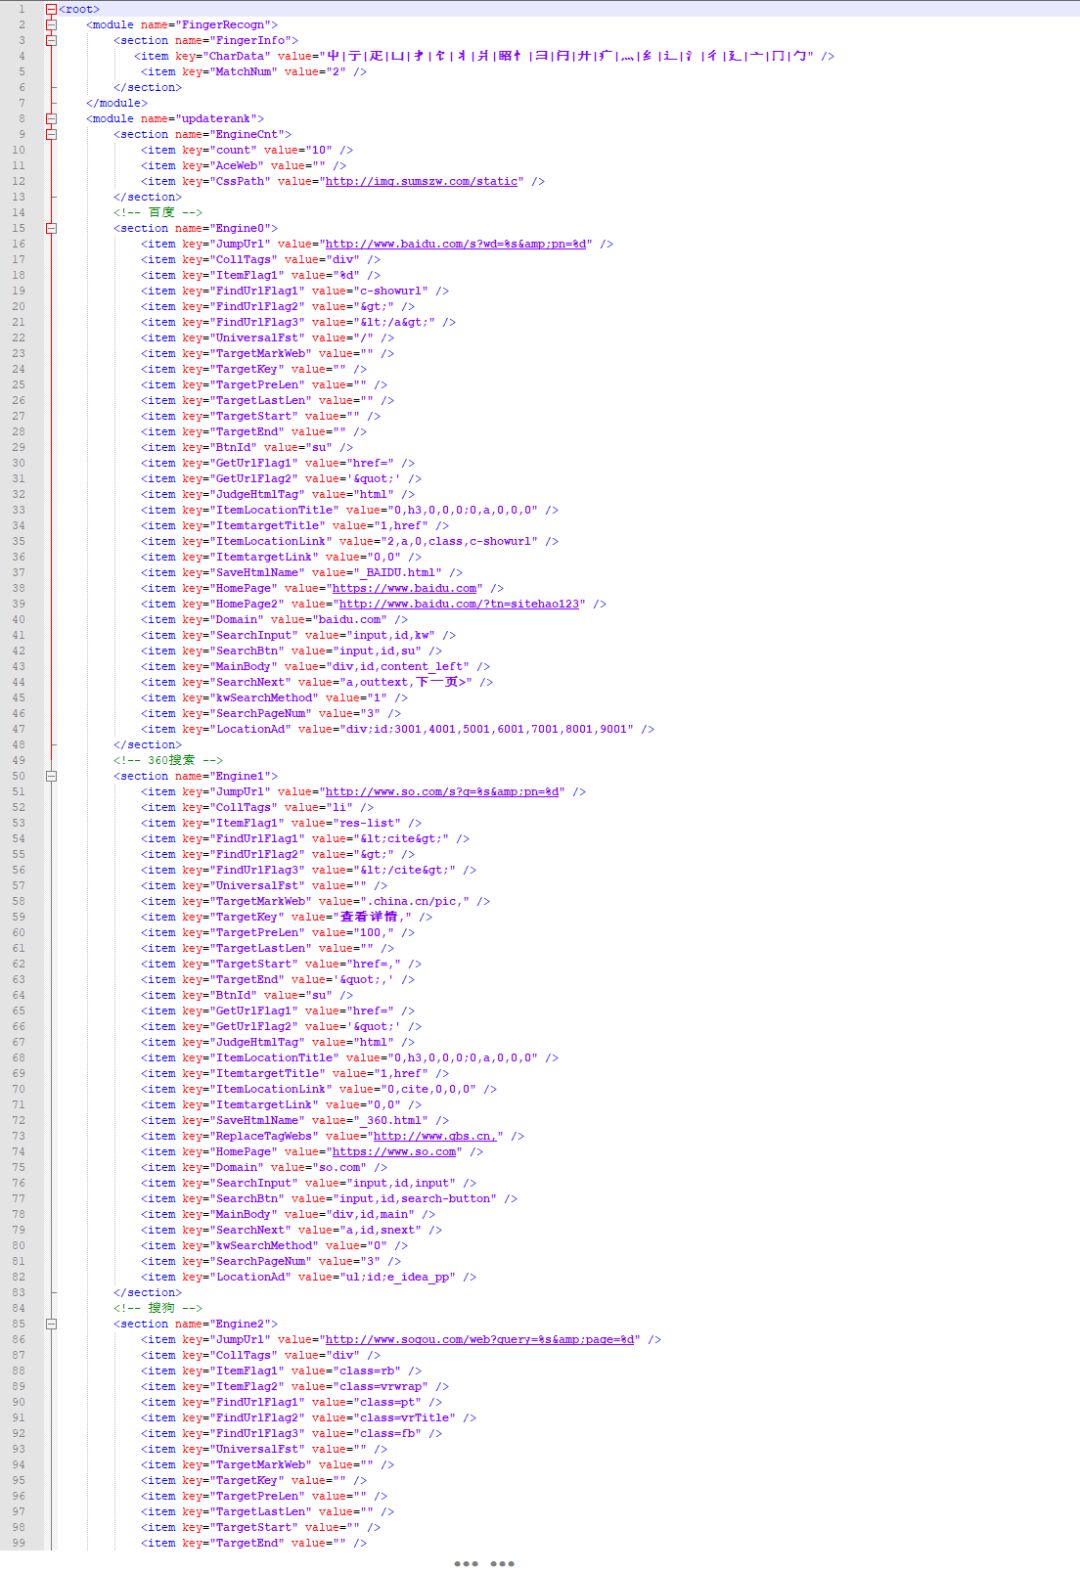 1 <root>
2 <module name="FingerRecogn">
3 <section name="FingerInfo">
4 <item key="CharData" value="屮|亍|疋|凵|扌|饣|丬|爿|昭|忄|彐|冃|廾|疒|灬|纟|辶|氵|彳|廴|亠|冂|勹" />
5 <item key="MatchNum" value="2" />
6 </section>
7 </module>
8 <module name="updaterank">
9 <section name="EngineCnt">
10 <item key="count" value="10" />
11 <item key="AceWeb" value="" />
12 <item key="CssPath" value="http://img.sumszw.com/static" />
13 </section>
14 <!-- 百度 -->
15 <section name="Engine0">
16 <item key="JumpUrl" value="http://www.baidu.com/s?wd=%s&amp;pn=%d" />
17 <item key="CollTags" value="div" />
18 <item key="ItemFlag1" value="%d" />
19 <item key="FindUrlFlag1" value="c-showurl" />
20 <item key="FindUrlFlag2" value="&gt;" />
21 <item key="FindUrlFlag3" value="&lt;/a&gt;" />
22 <item key="UniversalFst" value="/" />
23 <item key="TargetMarkWeb" value="" />
24 <item key="TargetKey" value="" />
25 <item key="TargetPreLen" value="" />
26 <item key="TargetLastLen" value="" />
27 <item key="TargetStart" value="" />
28 <item key="TargetEnd" value="" />
29 <item key="BtnId" value="su" />
30 <item key="GetUrlFlag1" value="href=" />
31 <item key="GetUrlFlag2" value='&quot;' />
32 <item key="JudgeHtmlTag" value="html" />
33 <item key="ItemLocationTitle" value="0,h3,0,0,0;0,a,0,0,0" />
34 <item key="ItemtargetTitle" value="1,href" />
35 <item key="ItemLocationLink" value="2,a,0,class,c-showurl" />
36 <item key="ItemtargetLink" value="0,0" />
37 <item key="SaveHtmlName" value="_BAIDU.html" />
38 <item key="HomePage" value="https://www.baidu.com" />
39 <item key="HomePage2" value="http://www.baidu.com/?tn=sitehao123" />
40 <item key="Domain" value="baidu.com" />
41 <item key="SearchInput" value="input,id,kw" />
42 <item key="SearchBtn" value="input,id,su" />
43 <item key="MainBody" value="div,id,content_left" />
44 <item key="SearchNext" value="a,outtext,下一页>" />
45 <item key="kwSearchMethod" value="1" />
46 <item key="SearchPageNum" value="3" />
47 <item key="LocationAd" value="div;id;3001,4001,5001,6001,7001,8001,9001" />
48 </section>
49 <!-- 360搜索 -->
50 <section name="Engine1">
51 <item key="JumpUrl" value="http://www.so.com/s?q=%s&amp;pn=%d" />
52 <item key="CollTags" value="li" />
53 <item key="ItemFlag1" value="res-list" />
54 <item key="FindUrlFlag1" value="&lt;cite&gt;" />
55 <item key="FindUrlFlag2" value="&gt;" />
56 <item key="FindUrlFlag3" value="&lt;/cite&gt;" />
57 <item key="UniversalFst" value="" />
58 <item key="TargetMarkWeb" value=".china.cn/pic," />
59 <item key="TargetKey" value="查看详情," />
60 <item key="TargetPreLen" value="100," />
61 <item key="TargetLastLen" value="" />
62 <item key="TargetStart" value="href=," />
63 <item key="TargetEnd" value='&quot;,' />
64 <item key="BtnId" value="su" />
65 <item key="GetUrlFlag1" value="href=" />
66 <item key="GetUrlFlag2" value='&quot;' />
67 <item key="JudgeHtmlTag" value="html" />
68 <item key="ItemLocationTitle" value="0,h3,0,0,0;0,a,0,0,0" />
69 <item key="ItemtargetTitle" value="1,href" />
70 <item key="ItemLocationLink" value="0,cite,0,0,0" />
71 <item key="ItemtargetLink" value="0,0" />
72 <item key="SaveHtmlName" value="_360.html" />
73 <item key="ReplaceTagWebs" value="http://www.gbs.cn," />
74 <item key="HomePage" value="https://www.so.com" />
75 <item key="Domain" value="so.com" />
76 <item key="SearchInput" value="input,id,input" />
77 <item key="SearchBtn" value="input,id,search-button" />
78 <item key="MainBody" value="div,id,main" />
79 <item key="SearchNext" value="a,id,snext" />
80 <item key="kwSearchMethod" value="0" />
81 <item key="SearchPageNum" value="3" />
82 <item key="LocationAd" value="ul;id;e_idea_pp" />
83 </section>
84 <!-- 搜狗 -->
85 <section name="Engine2">
86 <item key="JumpUrl" value="http://www.sogou.com/web?query=%s&amp;page=%d" />
87 <item key="CollTags" value="div" />
88 <item key="ItemFlag1" value="class=rb" />
89 <item key="ItemFlag2" value="class=vrwrap" />
90 <item key="FindUrlFlag1" value="class=pt" />
91 <item key="FindUrlFlag2" value="class=vrTitle" />
92 <item key="FindUrlFlag3" value="class=fb" />
93 <item key="UniversalFst" value="" />
94 <item key="TargetMarkWeb" value="" />
95 <item key="TargetKey" value="" />
96 <item key="TargetPreLen" value="" />
97 <item key="TargetLastLen" value="" />
98 <item key="TargetStart" value="" />
99 <item key="TargetEnd" value="" />
••• •••